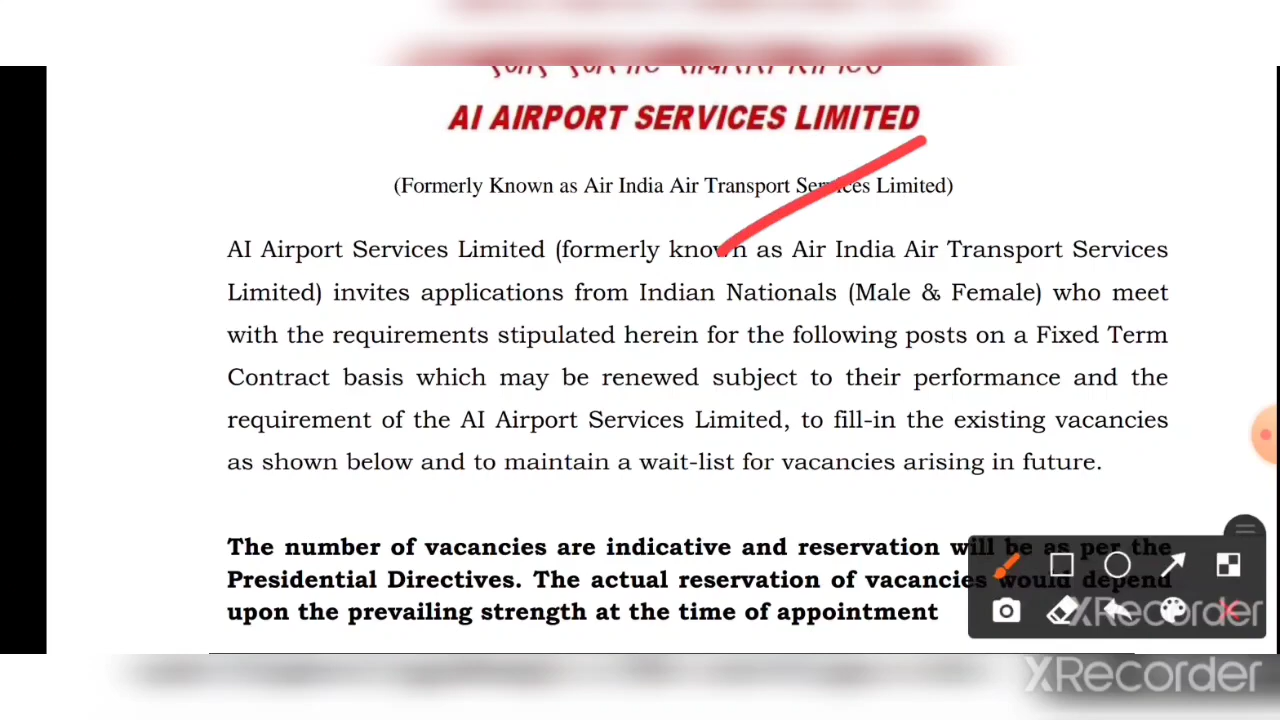 AI AIRPORT SERVICES LIMITED
(Formerly Known as Air India Air Transport Services Limited)
AI Airport Services Limited (formerly known as Air India Air Transport Services
Limited) invites applications from Indian Nationals (Male & Female) who meet
with the requirements stipulated herein for the following posts on a Fixed Term
Contract basis which may be renewed subject to their performance and the
requirement of the AI Airport Services Limited, to fill-in the existing vacancies
as shown below and to maintain a wait-list for vacancies arising in future.
The number of vacancies are indicative and reservation will be as per the
Presidential Directives. The actual reservation of vacancies would depend
upon the prevailing strength at the time of appointment
XRecorder
XRecorder